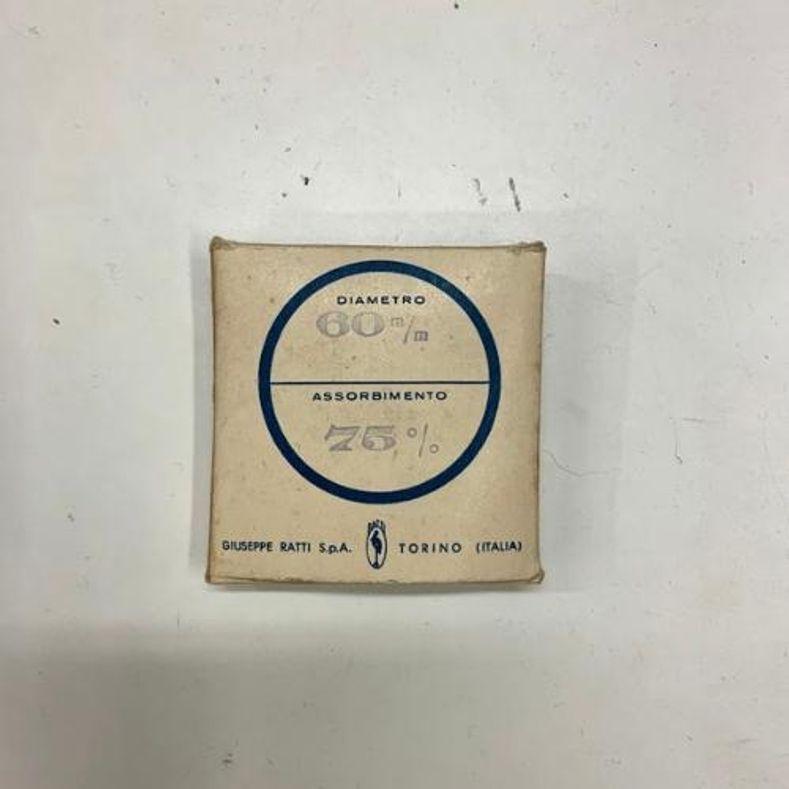 DIAMETRO
60 m/m
ASSORBIMENTO
75 %
GIUSEPPE RATTI S.p.A. TORINO (ITALIA)